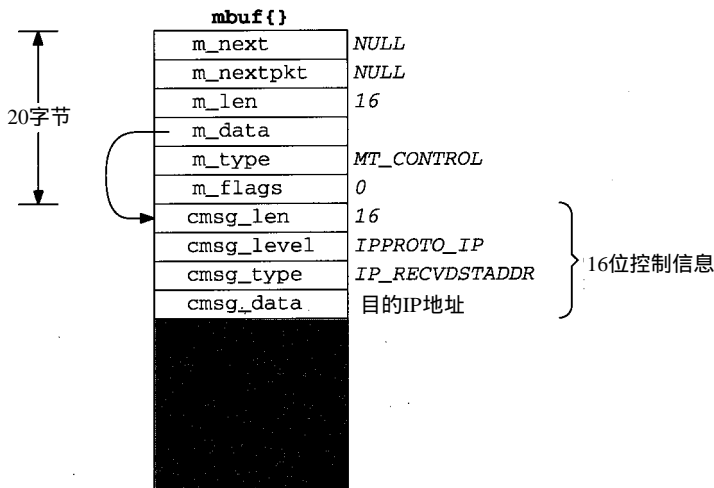 mbuf{}
m_next NULL
m_nextpkt NULL
m_len 16
20字节
m_data
m_type MT_CONTROL
m_flags 0
cmsg_len 16
cmsg_level IPPROTO_IP
16位控制信息
cmsg_type IP_RECVDSTADDR
cmsg_data 目的IP地址